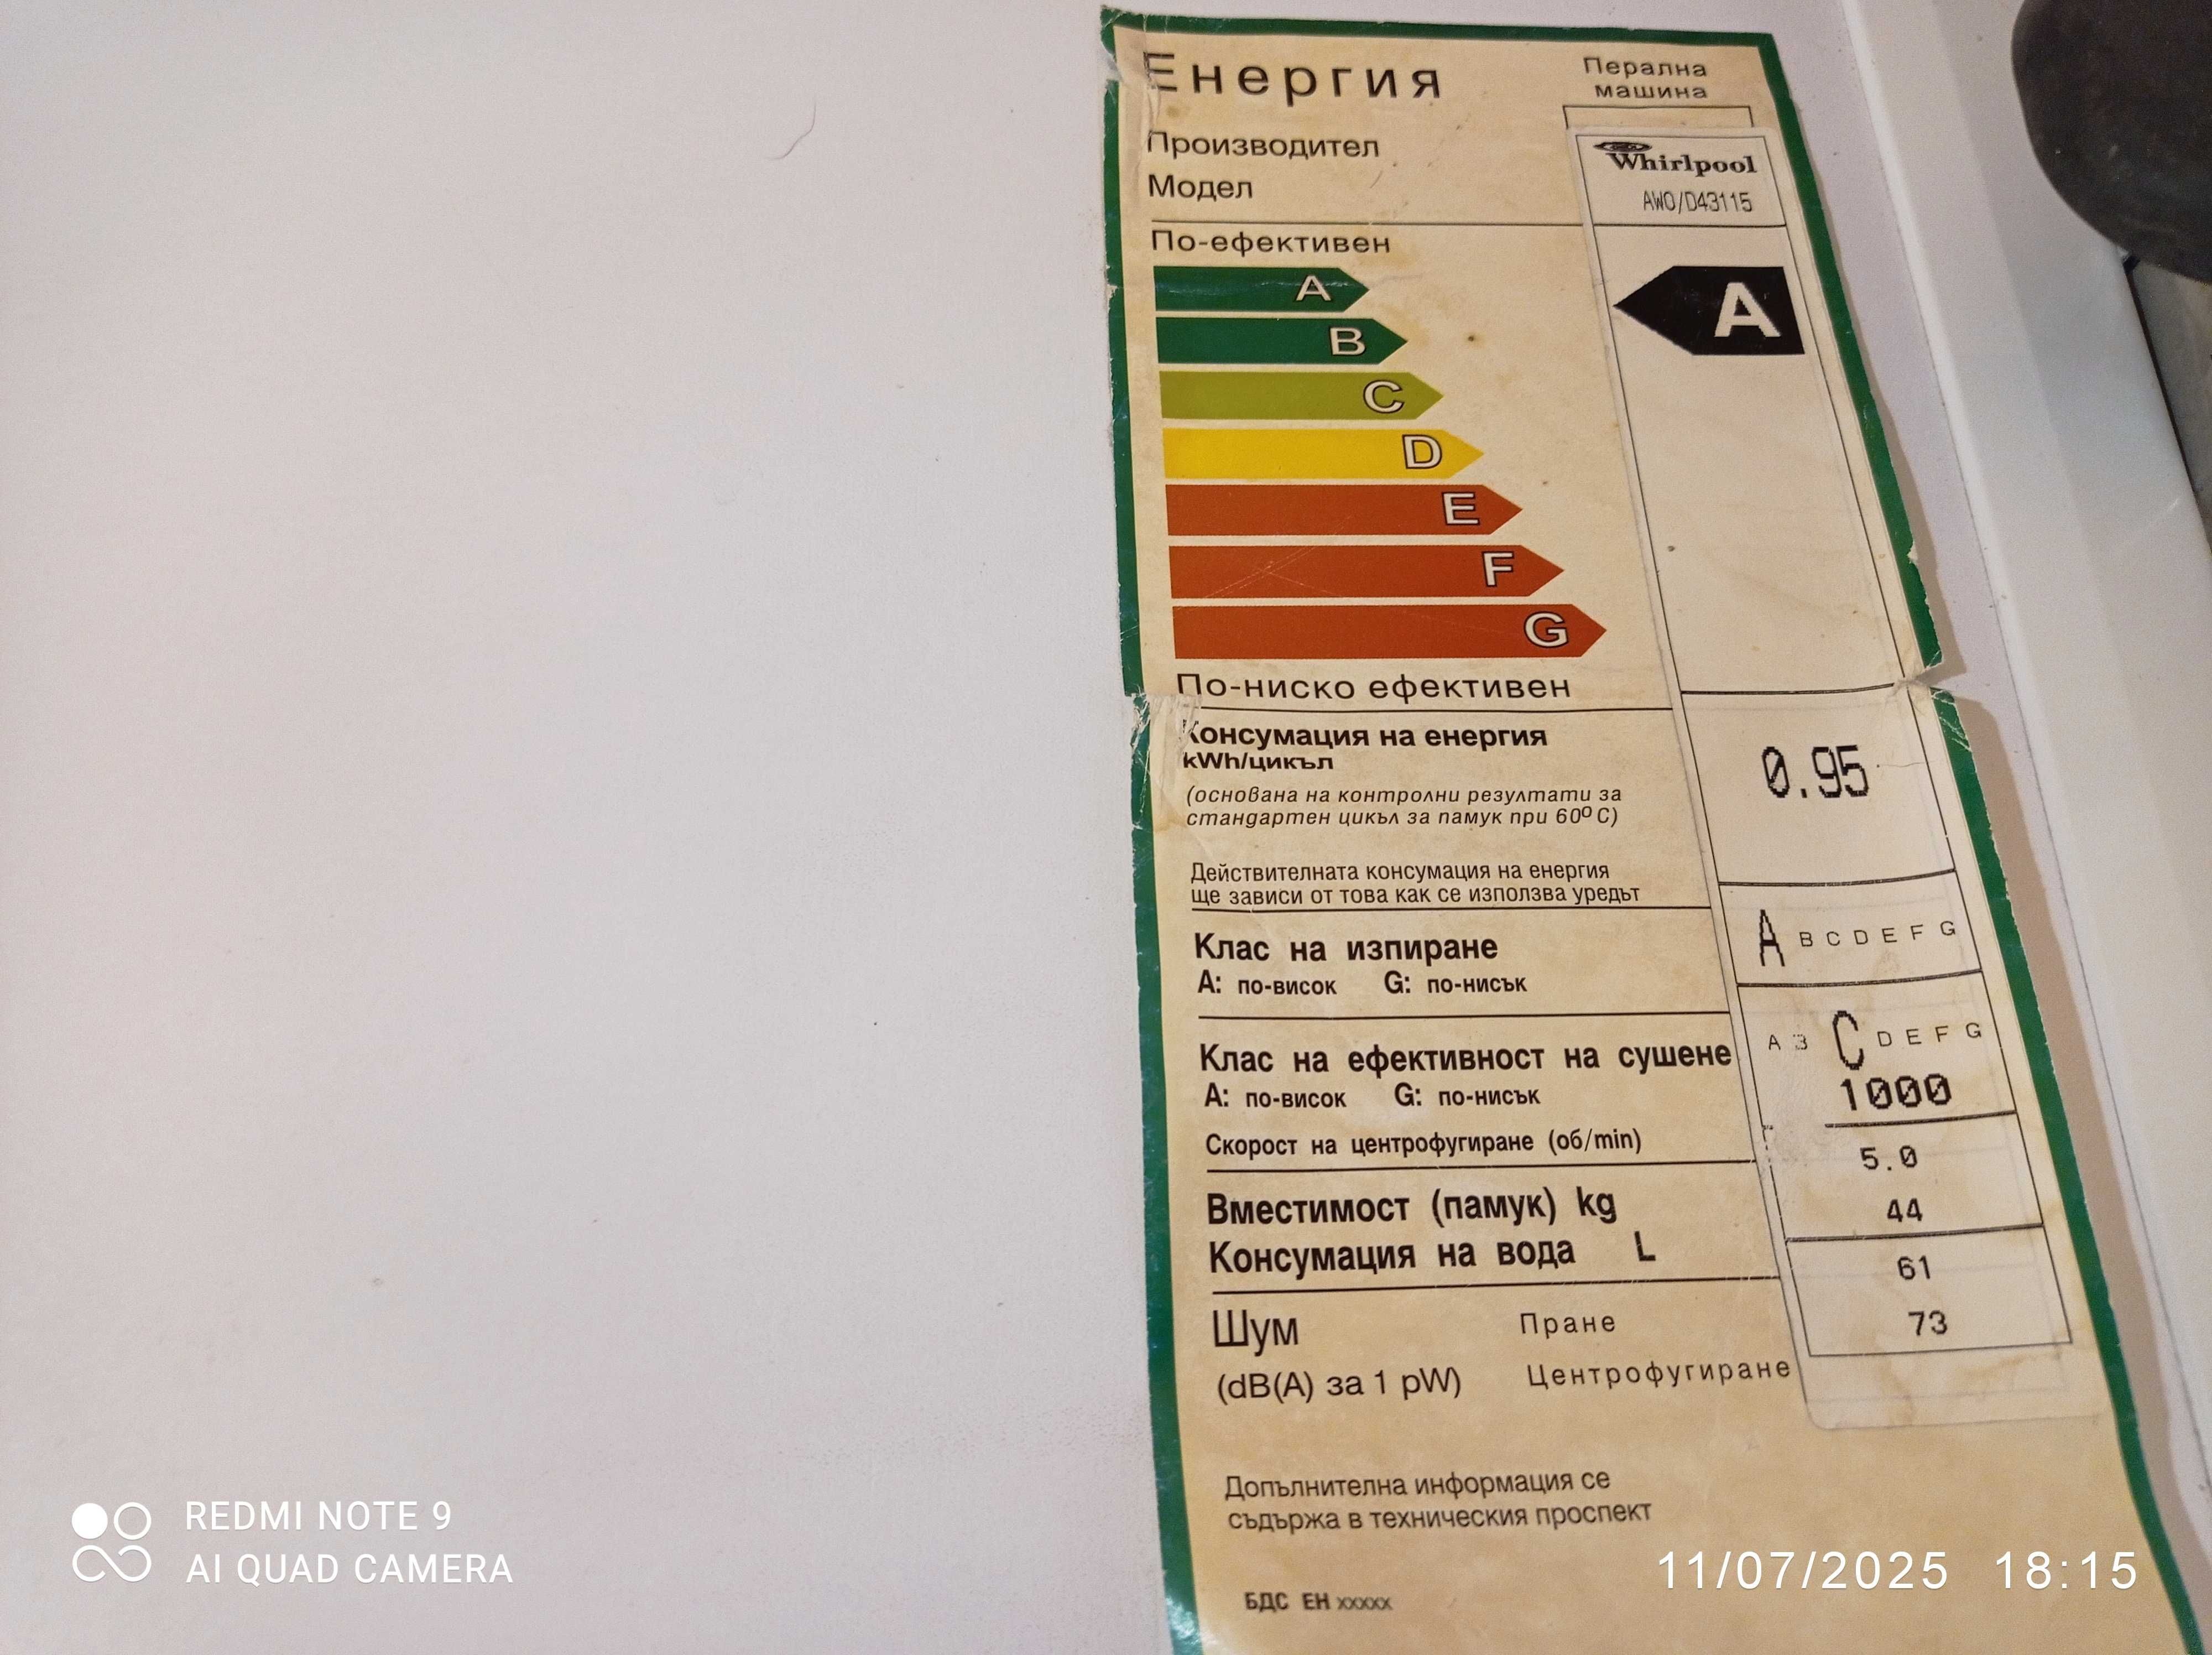 Енергия
Перална
машина
Производител
Whirlpool
Модел
AWO/D43115
По-ефективен
A
A
B
C
D
E
F
G
По-ниско ефективен
Консумация на енергия
kWh/цикъл
0.95
(основана на контролни резултати за
стандартен цикъл за памук при 60º C)
Действителната консумация на енергия
ще зависи от това как се използва уредът
Клас на изпиране
A B C D E F G
A: по-висок G: по-нисък
Клас на ефективност на сушене
A B C D E F G
A: по-висок G: по-нисък
Скорост на центрофугиране (об/min)
1000
Вместимост (памук) kg
5.0
Консумация на вода L
44
Шум
Пране
61
(dB(A) за 1 pW)
Центрофугиране
73
Допълнителна информация се
съдържа в техническия проспект
БДС ЕН xxxxx
REDMI NOTE 9
AI QUAD CAMERA
11/07/2025 18:15